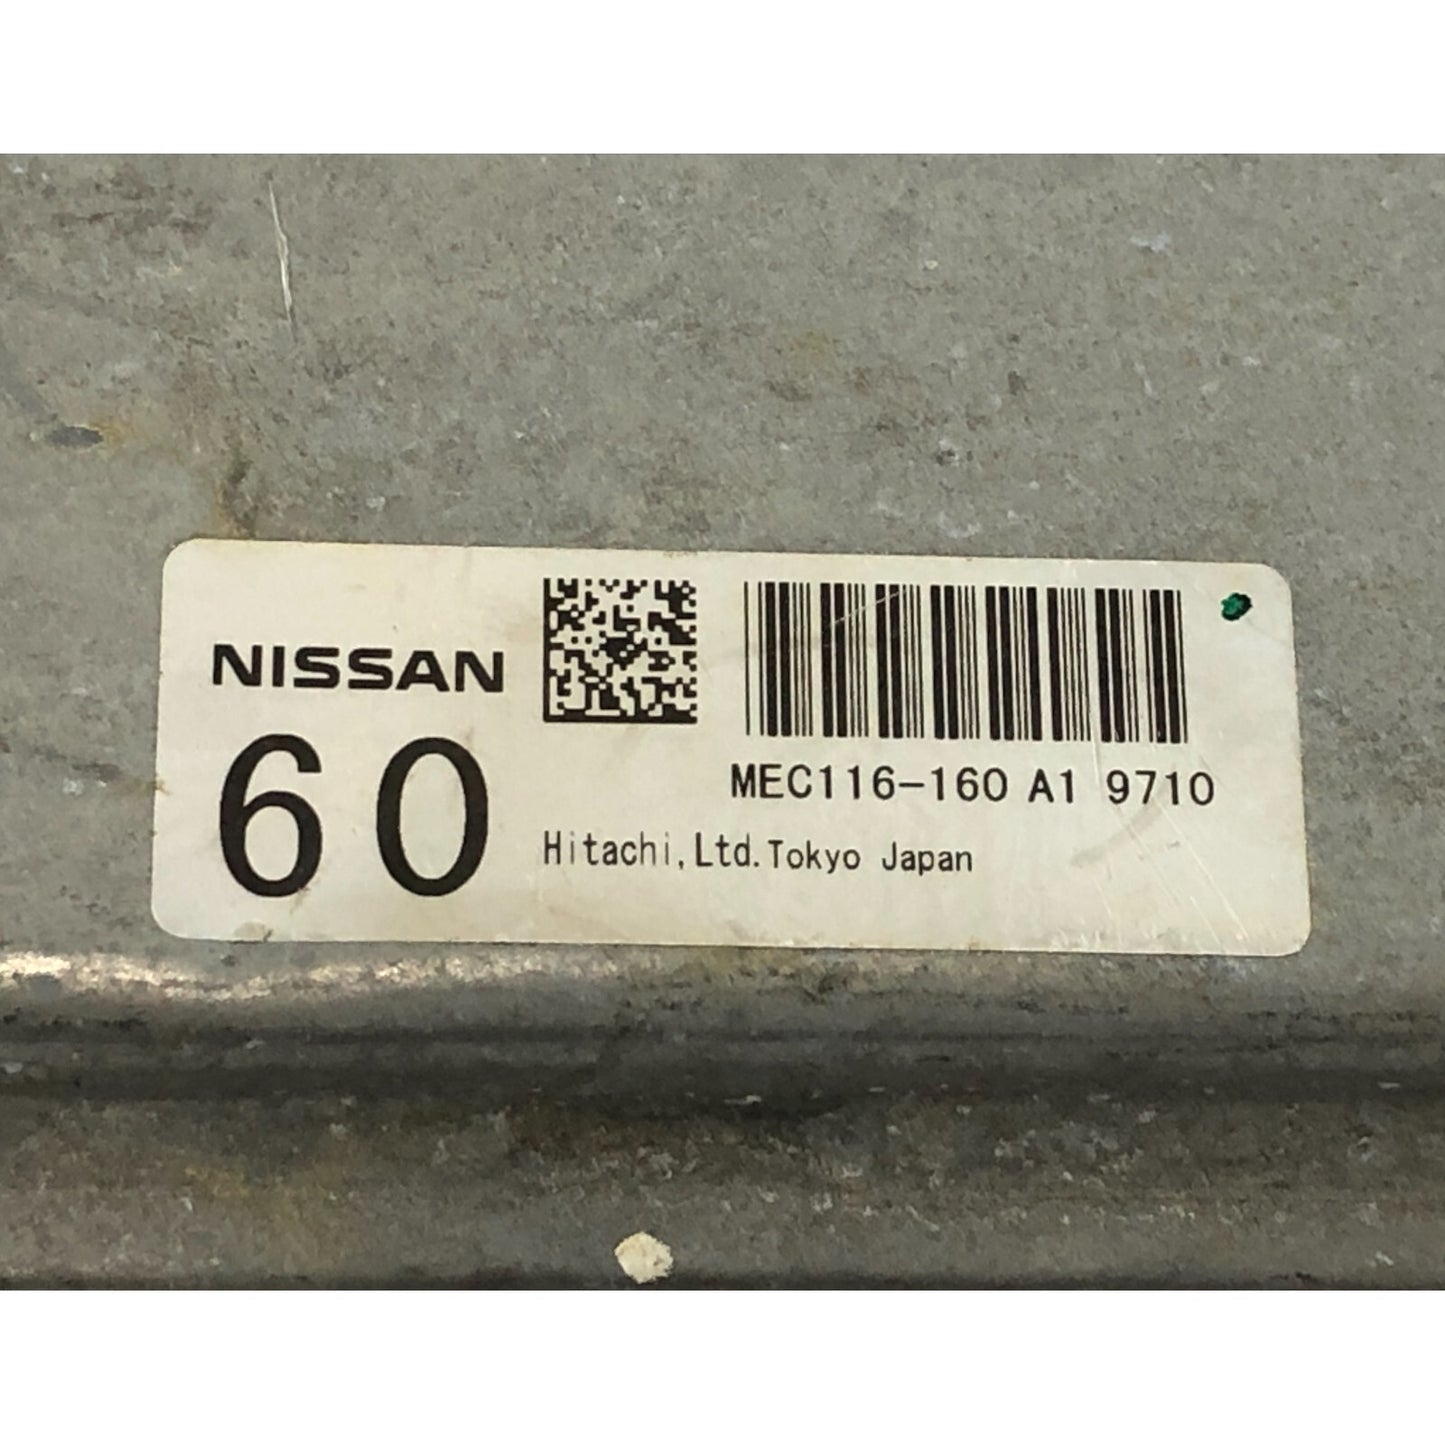 NISSAN
60
MEC116-160 A1 9710
Hitachi,Ltd.Tokyo Japan